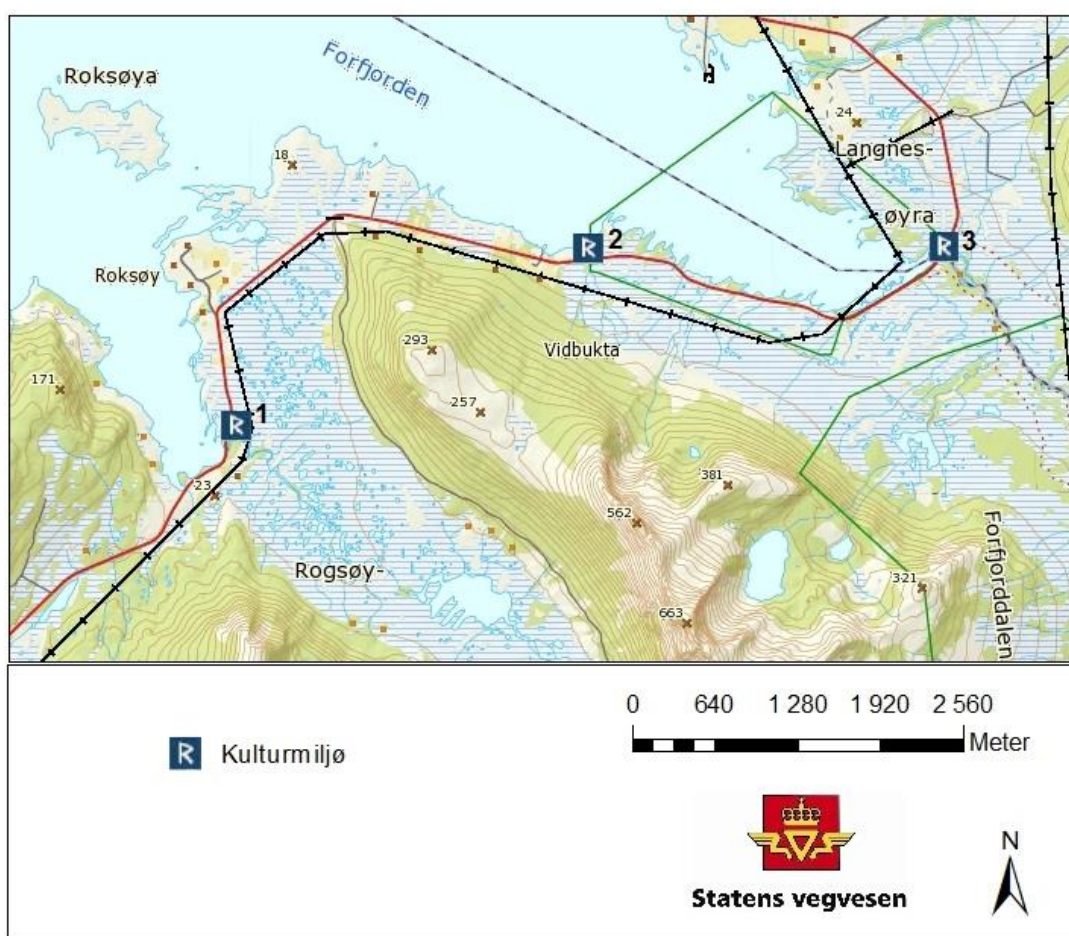 Roksøya
Forfjorden
24
Langnes-
øyra
18
2
3
Roksøy
293
Vidbukta
171
257
1
381
23
562
Rogsøy-
321
Forfjorddalen
663
0 640 1 280 1 920 2 560
Meter
Kulturmiljø
Statens vegvesen
N